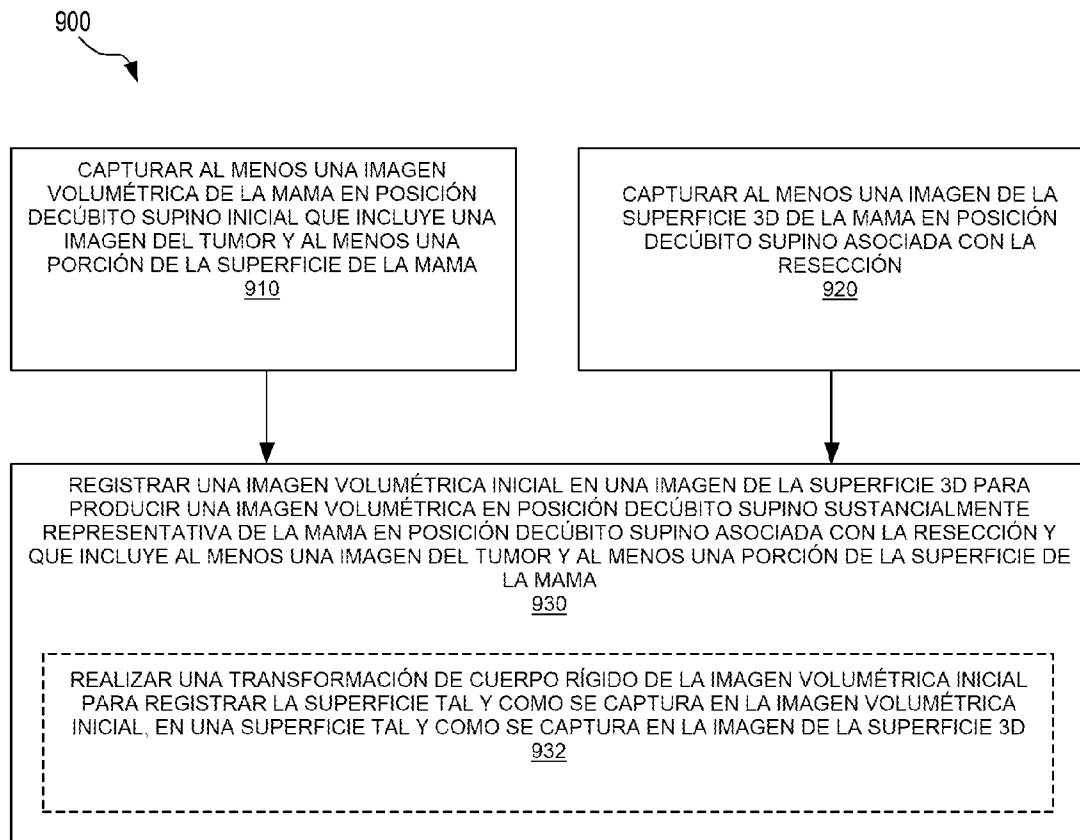 900
CAPTURAR AL MENOS UNA IMAGEN
VOLUMÉTRICA DE LA MAMA EN POSICIÓN
DECÚBITO SUPINO INICIAL QUE INCLUYE UNA
IMAGEN DEL TUMOR Y AL MENOS UNA
PORCIÓN DE LA SUPERFICIE DE LA MAMA
910
CAPTURAR AL MENOS UNA IMAGEN DE LA
SUPERFICIE 3D DE LA MAMA EN POSICIÓN
DECÚBITO SUPINO ASOCIADA CON LA
RESECCIÓN
920
REGISTRAR UNA IMAGEN VOLUMÉTRICA INICIAL EN UNA IMAGEN DE LA SUPERFICIE 3D PARA
PRODUCIR UNA IMAGEN VOLUMÉTRICA EN POSICIÓN DECÚBITO SUPINO SUSTANCIALMENTE
REPRESENTATIVA DE LA MAMA EN POSICIÓN DECÚBITO SUPINO ASOCIADA CON LA RESECCIÓN Y
QUE INCLUYE AL MENOS UNA IMAGEN DEL TUMOR Y AL MENOS UNA PORCIÓN DE LA SUPERFICIE DE
LA MAMA
930
REALIZAR UNA TRANSFORMACIÓN DE CUERPO RÍGIDO DE LA IMAGEN VOLUMÉTRICA INICIAL
PARA REGISTRAR LA SUPERFICIE TAL Y COMO SE CAPTURA EN LA IMAGEN VOLUMÉTRICA
INICIAL, EN UNA SUPERFICIE TAL Y COMO SE CAPTURA EN LA IMAGEN DE LA SUPERFICIE 3D
932